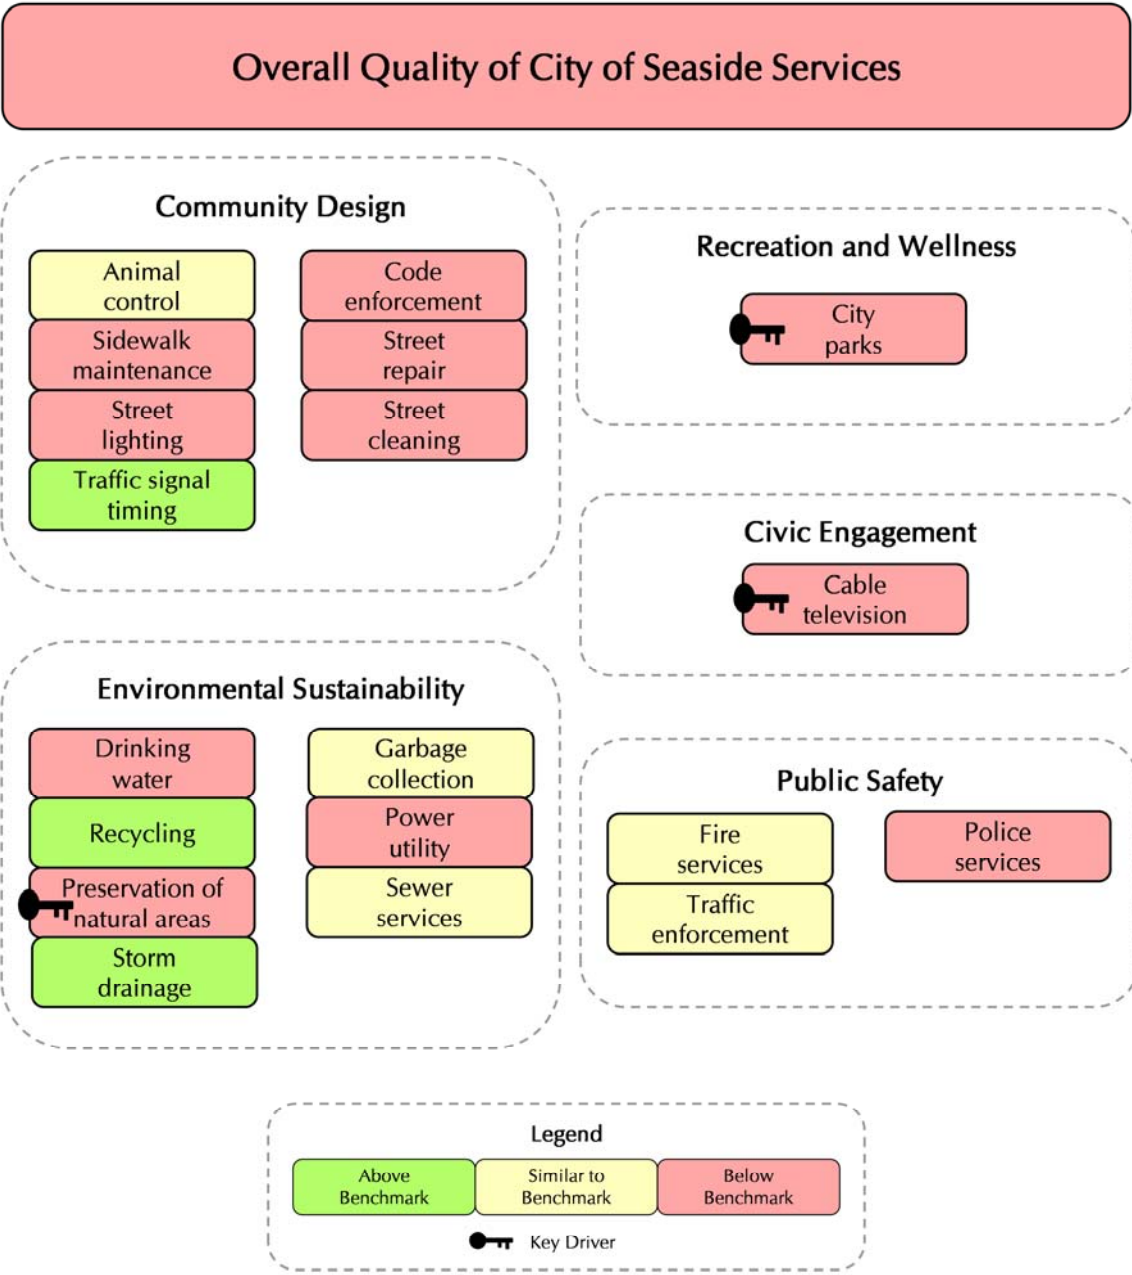 Overall Quality of City of Seaside Services
Community Design
Animal
control
Sidewalk
maintenance
Street
lighting
Traffic signal
timing
Code
enforcement
Street
repair
Street
cleaning
Recreation and Wellness
City
parks
Civic Engagement
Cable
television
Environmental Sustainability
Drinking
water
Recycling
Preservation of
natural areas
Storm
drainage
Garbage
collection
Power
utility
Sewer
services
Public Safety
Fire
services
Traffic
enforcement
Police
services
Legend
Above
Benchmark
Similar to
Benchmark
Below
Benchmark
Key Driver